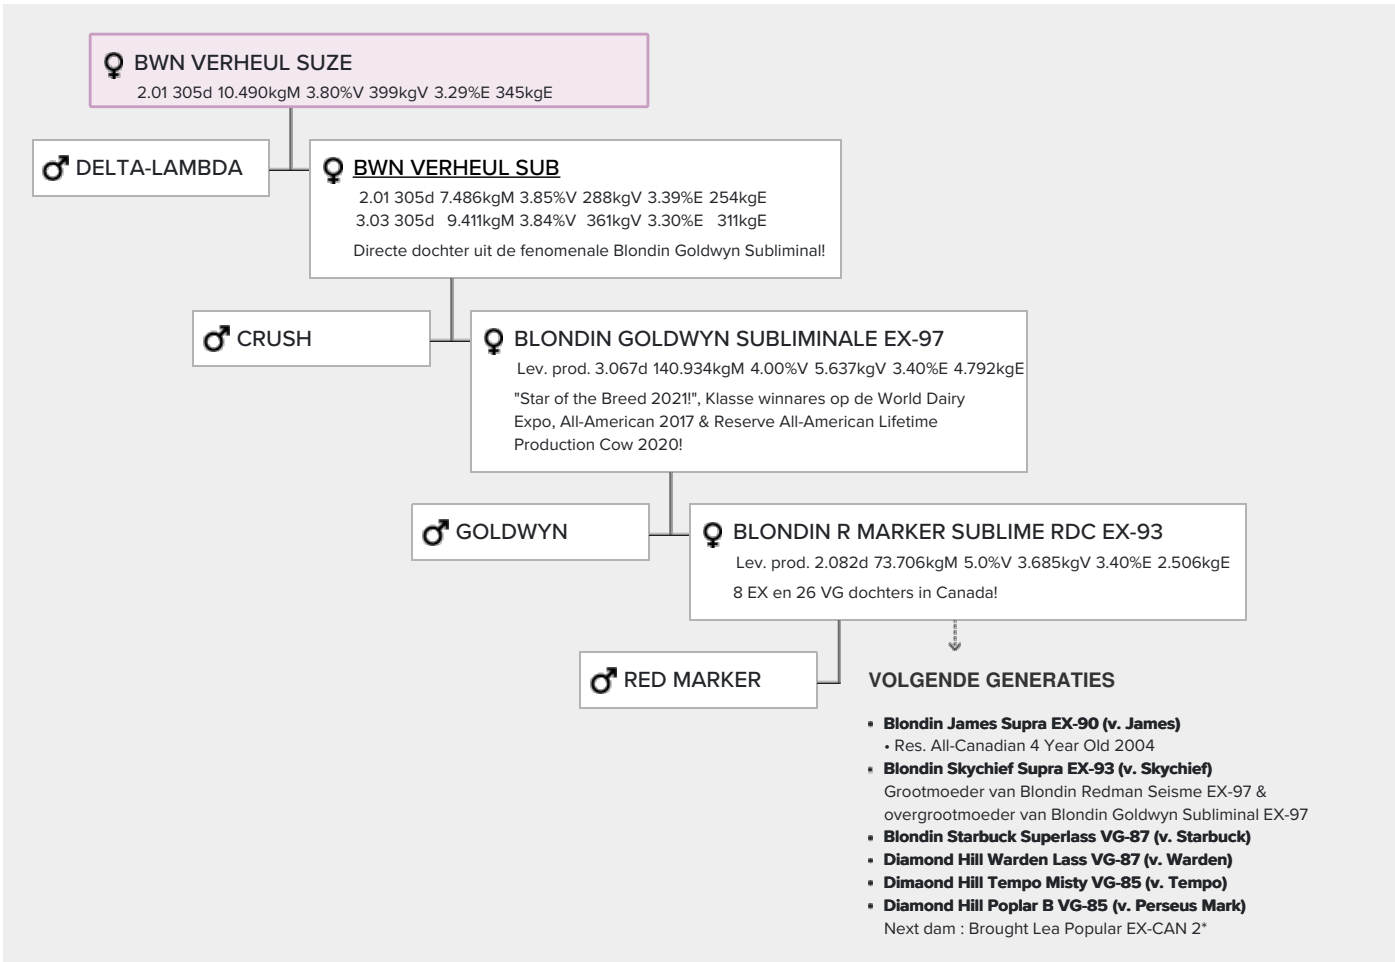 BWN VERHEUL SUZE
2.01 305d 10.490kgM 3.80%V 399kgV 3.29%E 345kgE
DELTA-LAMBDA
BWN VERHEUL SUB
2.01 305d 7.486kgM 3.85%V 288kgV 3.39%E 254kgE
3.03 305d 9.411kgM 3.84%V 361kgV 3.30%E 311kgE
Directe dochter uit de fenomenale Blondin Goldwyn Subliminal!
CRUSH
BLONDIN GOLDWYN SUBLIMINALE EX-97
Lev. prod. 3.067d 140.934kgM 4.00%V 5.637kgV 3.40%E 4.792kgE
"Star of the Breed 2021!", Klasse winnares op de World Dairy
Expo, All-American 2017 & Reserve All-American Lifetime
Production Cow 2020!
GOLDWYN
BLONDIN R MARKER SUBLIME RDC EX-93
Lev. prod. 2.082d 73.706kgM 5.0%V 3.685kgV 3.40%E 2.506kgE
8 EX en 26 VG dochters in Canada!
RED MARKER
VOLGENDE GENERATIES
• Blondin James Supra EX-90 (v. James)
• Res. All-Canadian 4 Year Old 2004
• Blondin Skychief Supra EX-93 (v. Skychief)
Grootmoeder van Blondin Redman Seisme EX-97 &
overgrootmoeder van Blondin Goldwyn Subliminal EX-97
• Blondin Starbuck Superlass VG-87 (v. Starbuck)
• Diamond Hill Warden Lass VG-87 (v. Warden)
• Dimaond Hill Tempo Misty VG-85 (v. Tempo)
• Diamond Hill Poplar B VG-85 (v. Perseus Mark)
Next dam : Brought Lea Popular EX-CAN 2*